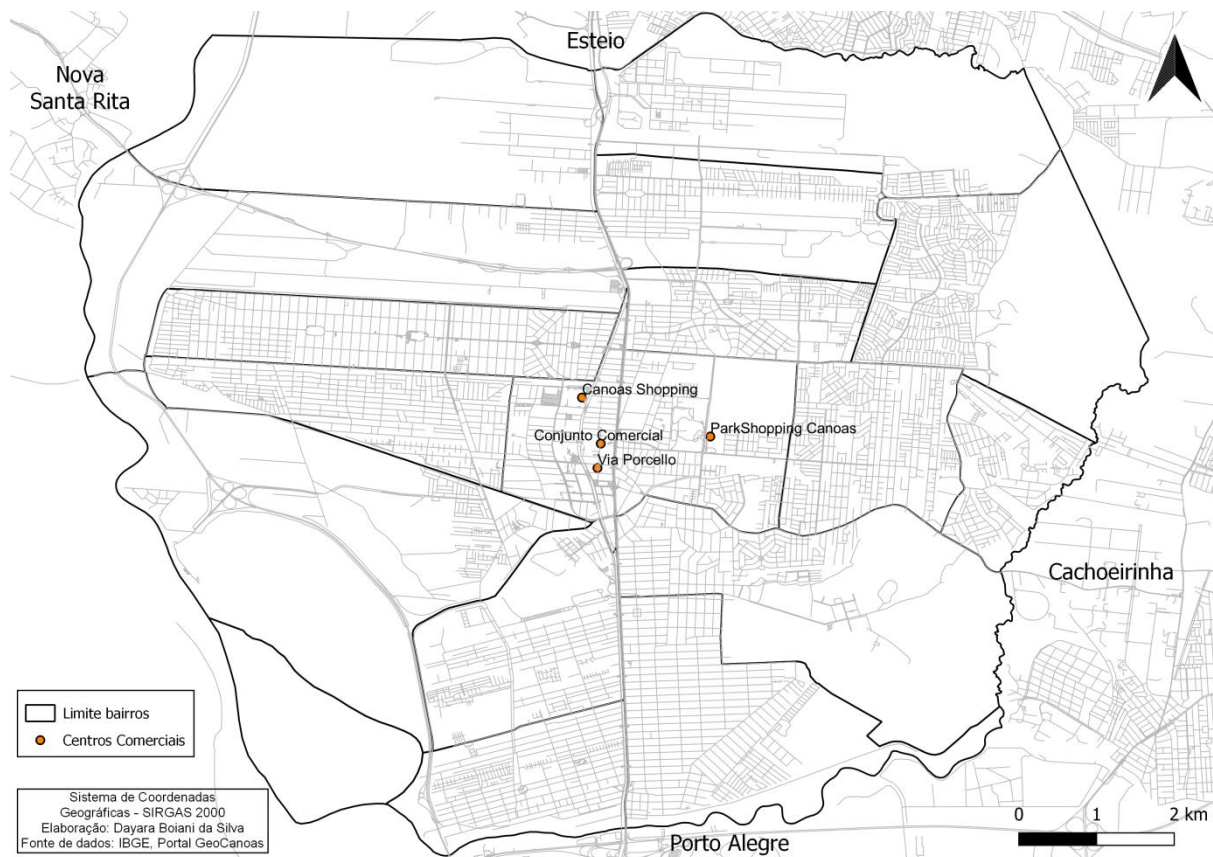 Esteio
Nova
Santa Rita
Canoas Shopping
Conjunto Comercial
ParkShopping Canoas
Via Porcello
Cachoeirinha
Limite bairros
Centros Comerciais
Sistema de Coordenadas
Geográficas - SIRGAS 2000
Elaboração: Dayara Boiani da Silva
Fonte de dados: IBGE, Portal GeoCanoas
0 1 2 km
Porto Alegre